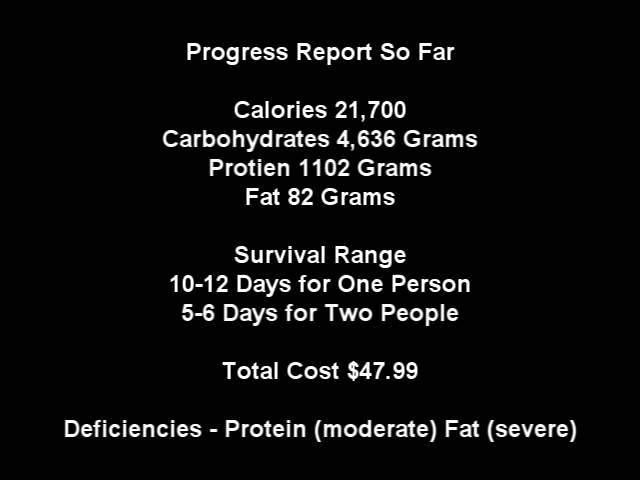 Progress Report So Far
Calories 21,700
Carbohydrates 4,636 Grams
Protien 1102 Grams
Fat 82 Grams
Survival Range
10-12 Days for One Person
5-6 Days for Two People
Total Cost $47.99
Deficiencies - Protein (moderate) Fat (severe)